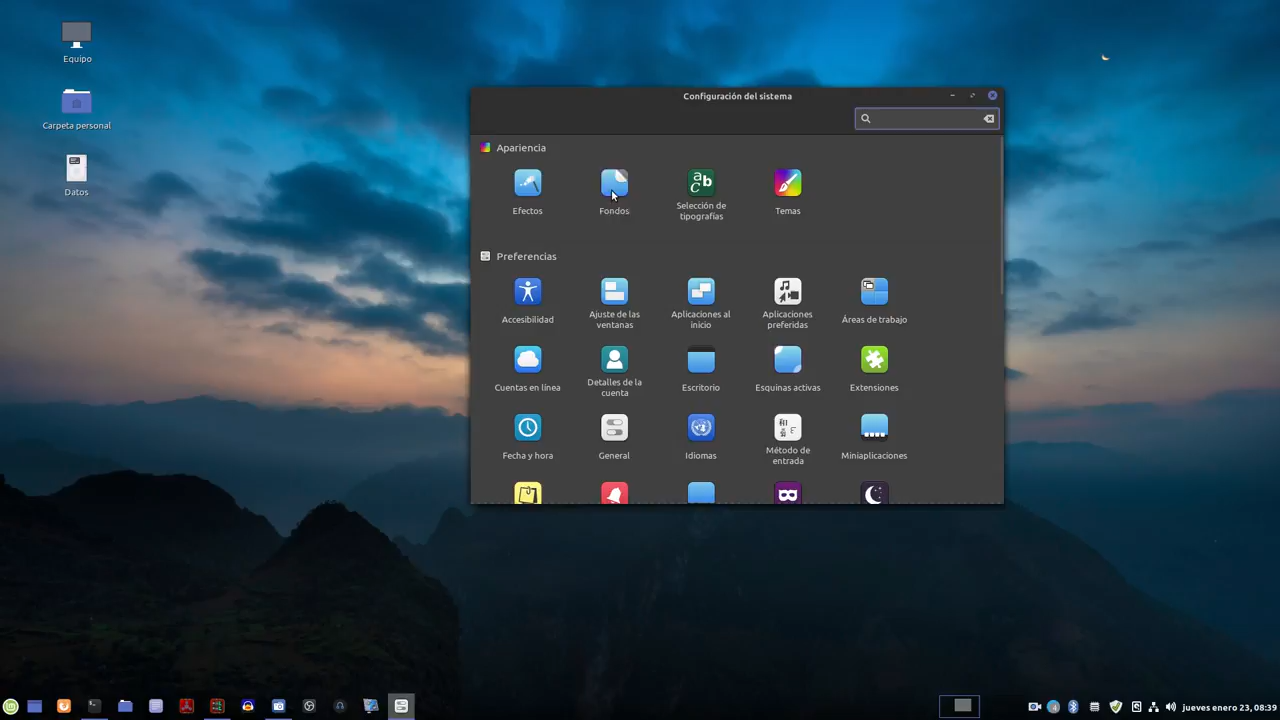 Equipo
Carpeta personal
Datos
Configuración del sistema
Apariencia
Efectos
Fondos
Selección de
tipografías
Temas
Preferencias
Accesibilidad
Ajuste de las
ventanas
Aplicaciones al
inicio
Aplicaciones
preferidas
Áreas de trabajo
Cuentas en línea
Detalles de la
cuenta
Escritorio
Esquinas activas
Extensiones
Fecha y hora
General
Idiomas
Método de
entrada
Miniaplicaciones
jueves enero 23, 08:39